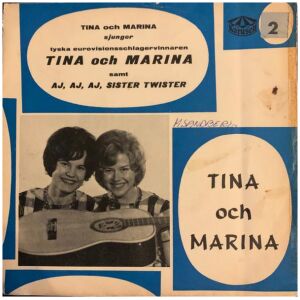 TINA och MARINA
sjunger
tyska eurovisionsschlagervinnaren
TINA och MARINA
samt
AJ, AJ, AJ, SISTER TWISTER
Karusell
2
TINA
och
MARINA